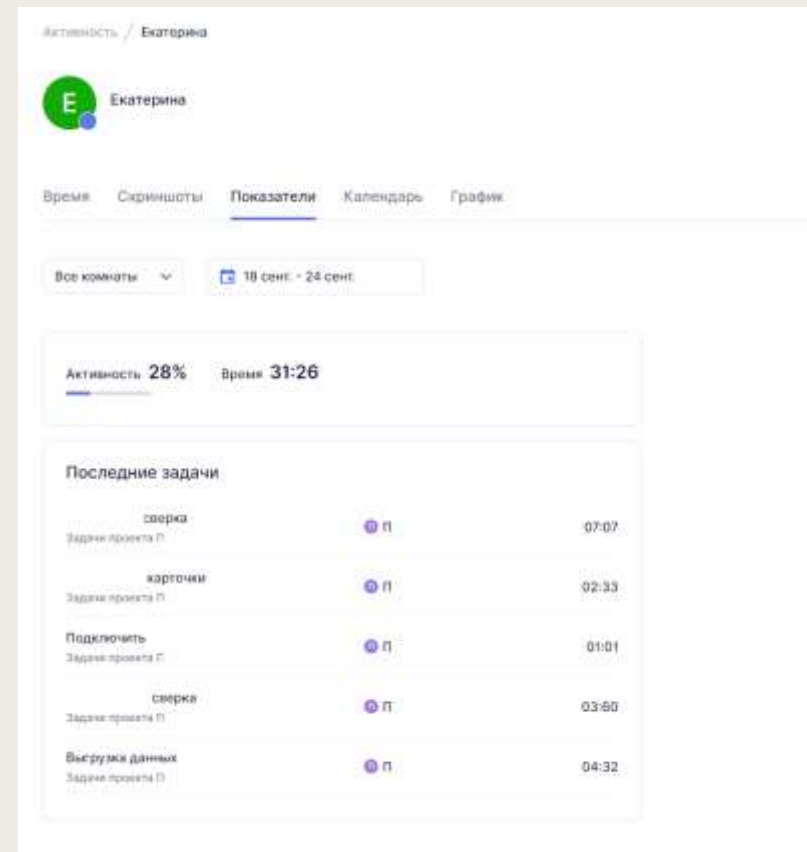 Активность / Екатерина
Е Екатерина
Время Скриншоты Показатели Календарь График
Все комнаты 18 сент. - 24 сент.
Активность 28% Время 31:26
Последние задачи
сверка П 07:07
Задачи проекта П
карточки П 02:33
Задачи проекта П
Подключить П 01:01
Задачи проекта П
сверка П 03:60
Задачи проекта П
Выгрузка данных П 04:32
Задачи проекта П